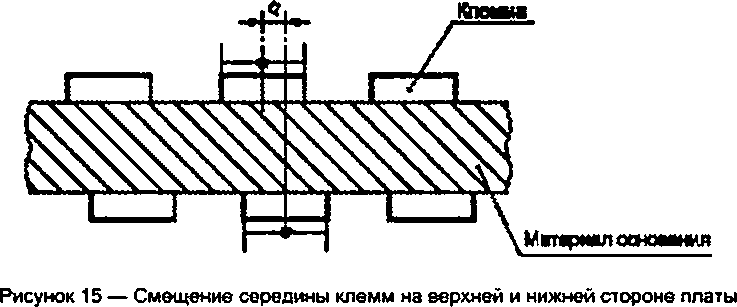 a
Клемма
Материал основания
Рисунок 15 — Смещение середины клемм на верхней и нижней стороне платы